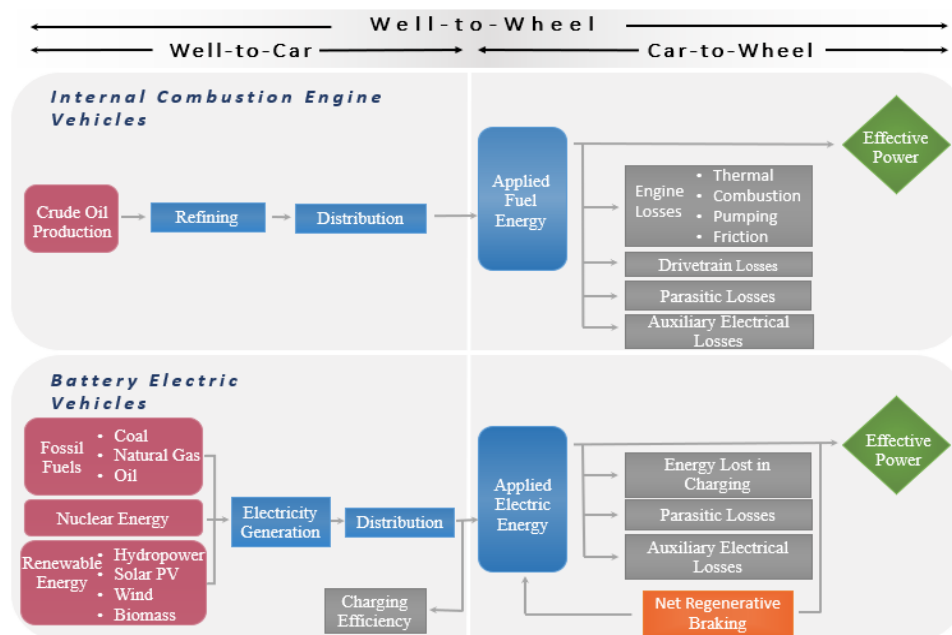 Well-to-Wheel
Well-to-Car
Car-to-Wheel
Internal Combustion Engine
Vehicles
Crude Oil
Production
Refining
Distribution
Applied
Fuel
Energy
Effective
Power
Engine
Losses
• Thermal
• Combustion
• Pumping
• Friction
Drivetrain Losses
Parasitic Losses
Auxiliary Electrical
Losses
Battery Electric
Vehicles
Fossil
Fuels
• Coal
• Natural Gas
• Oil
Nuclear Energy
Renewable
Energy
• Hydropower
• Solar PV
• Wind
• Biomass
Electricity
Generation
Distribution
Charging
Efficiency
Applied
Electric
Energy
Effective
Power
Energy Lost in
Charging
Parasitic Losses
Auxiliary Electrical
Losses
Net Regenerative
Braking